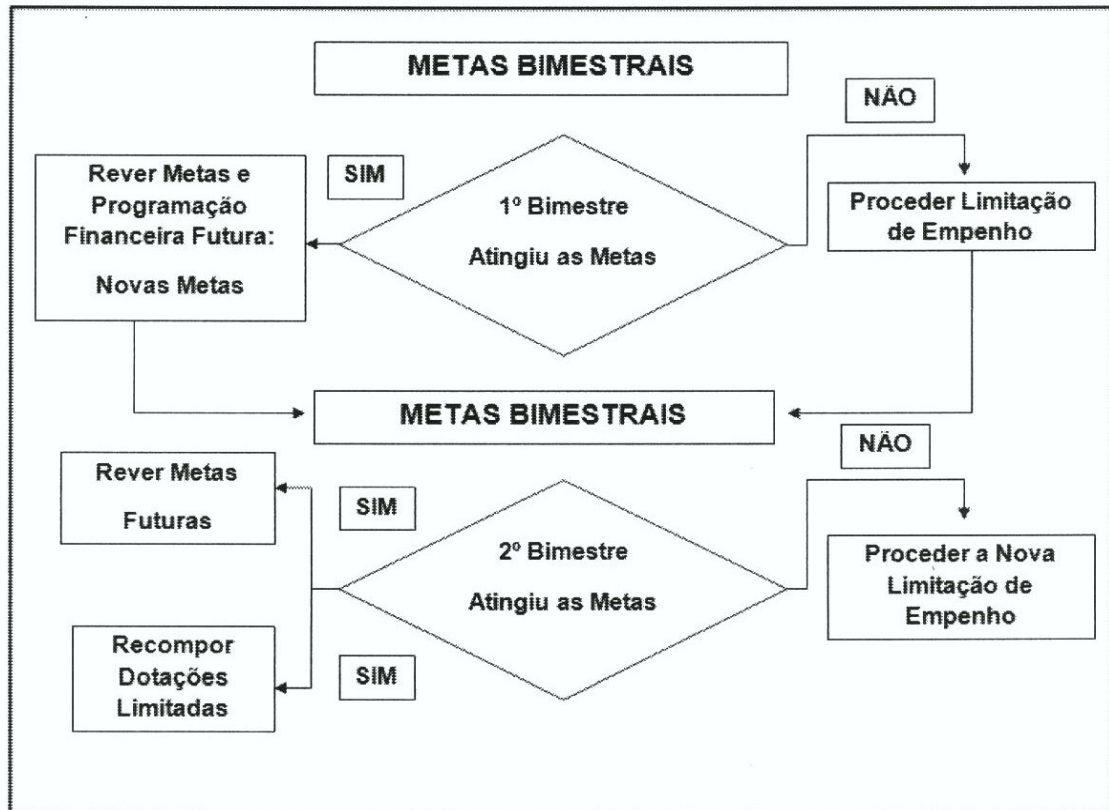 METAS BIMESTRAIS
NÃO
SIM
Rever Metas e
Programação
Financeira Futura:
Novas Metas
1º Bimestre
Atingiu as Metas
Proceder Limitação
de Empenho
METAS BIMESTRAIS
NÃO
Rever Metas
Futuras
SIM
2º Bimestre
Atingiu as Metas
Proceder a Nova
Limitação de
Empenho
Recompor
Dotações
Limitadas
SIM